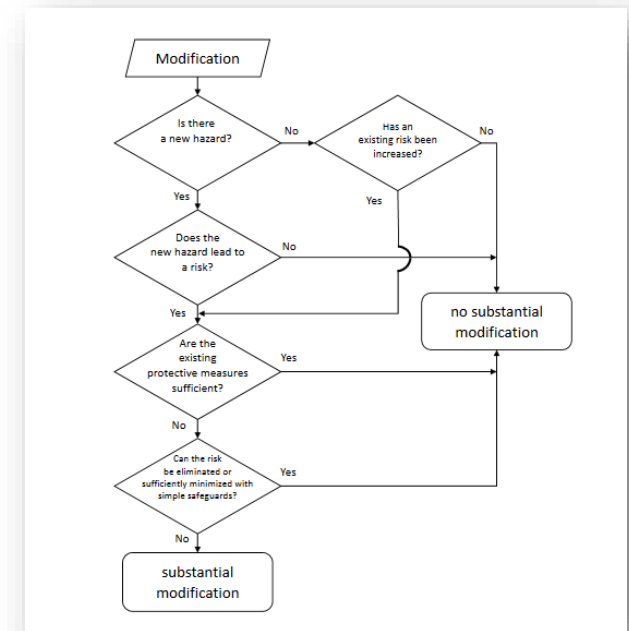 Modification
Is there
a new hazard?
No
Has an
existing risk been
increased?
No
Yes
Yes
Does the
new hazard lead to
a risk?
No
Yes
no substantial
modification
Are the
existing
protective measures
sufficient?
Yes
No
Can the risk
be eliminated or
sufficiently minimized with
simple safeguards?
Yes
No
substantial
modification